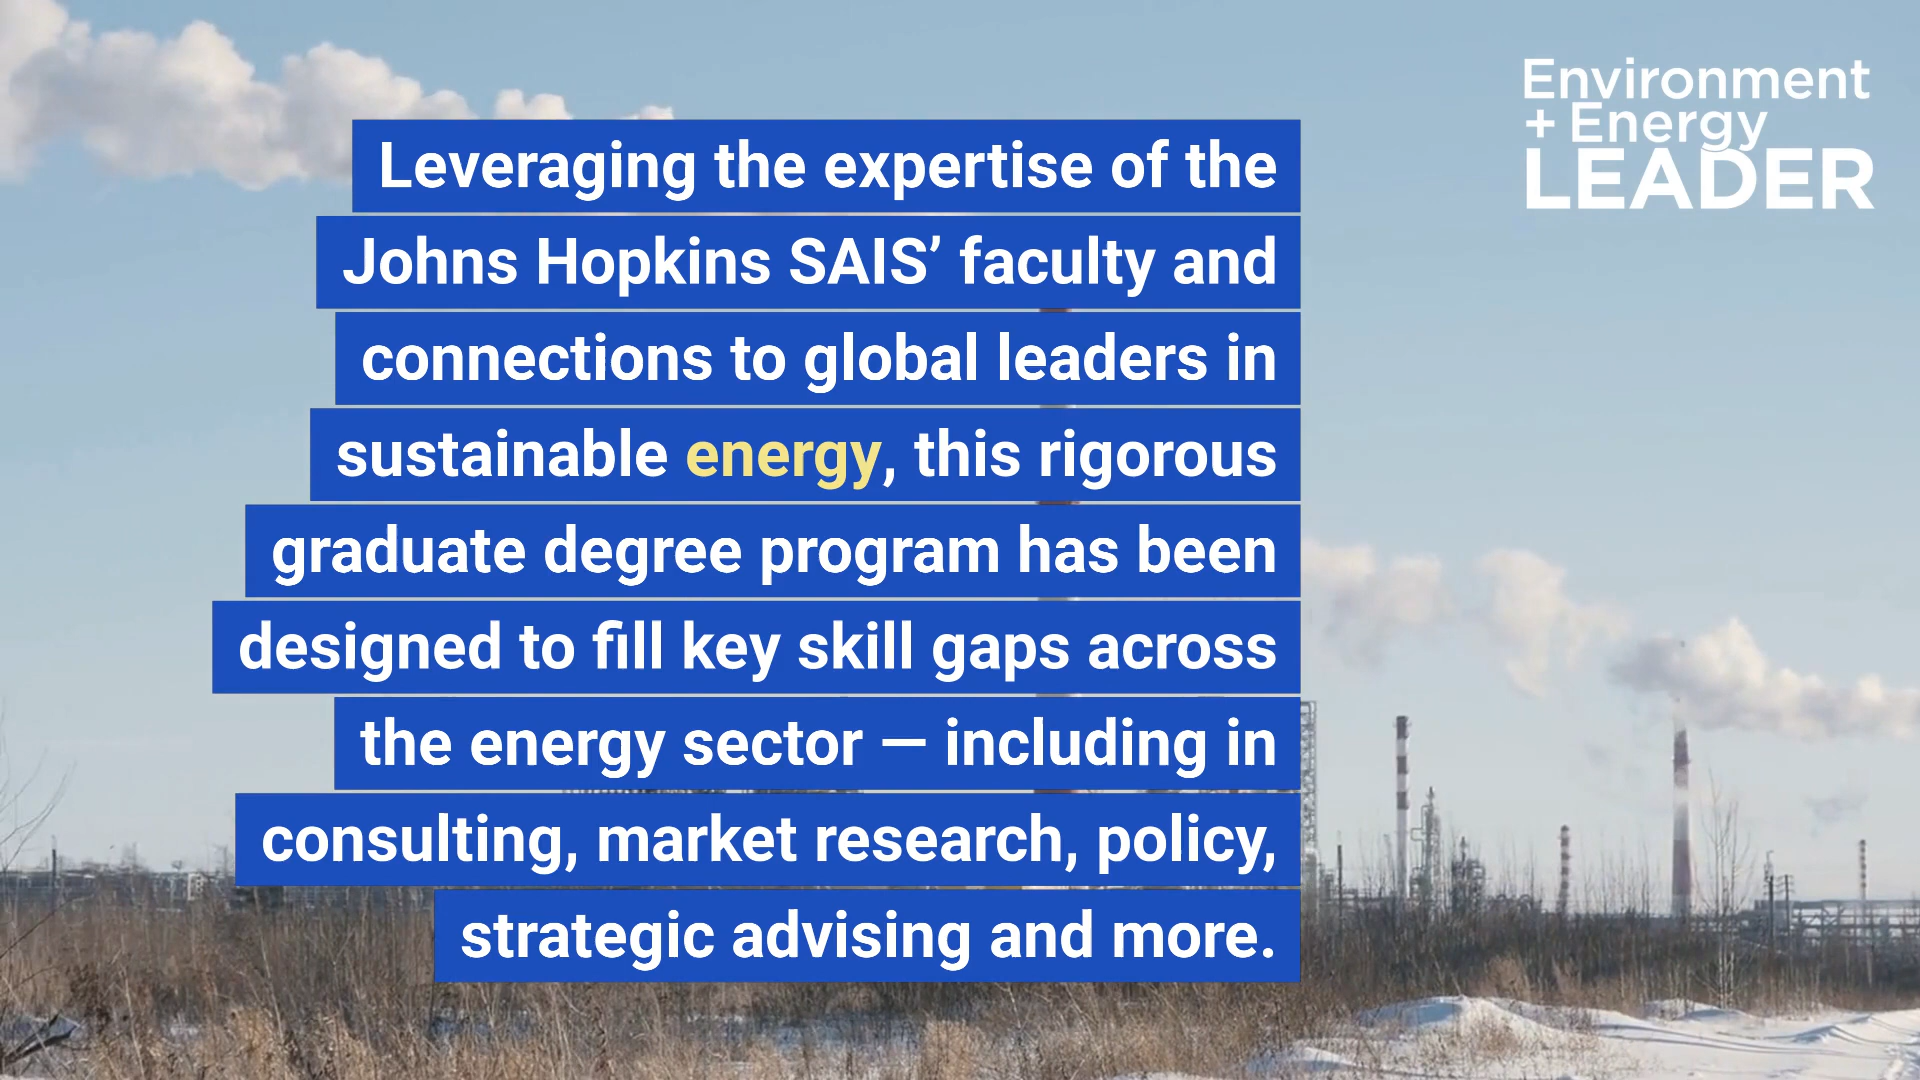 Environment
+ Energy
LEADER
Leveraging the expertise of the
Johns Hopkins SAIS’ faculty and
connections to global leaders in
sustainable energy, this rigorous
graduate degree program has been
designed to fill key skill gaps across
the energy sector — including in
consulting, market research, policy,
strategic advising and more.